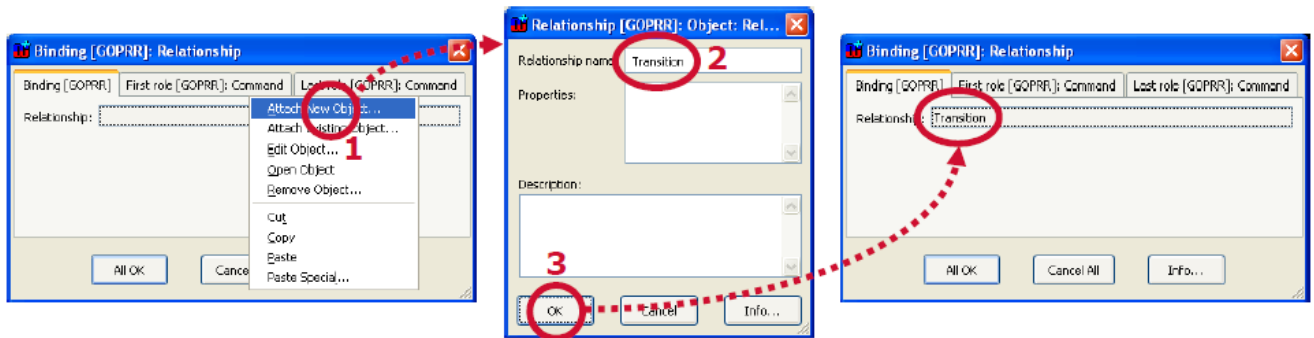 Binding [GOPRR]: Relationship
Binding [GOPRR] First role [GOPRR]: Command Last role [GOPRR]: Command
Relationship:
Attach New Object...
Attach Existing Object...
1
Edit Object...
Open Object
Remove Object...
Cut
Copy
Paste
Paste Special...
All OK
Relationship [GOPRR]: Object: Rel...
Relationship name: Transition 2
Properties:
Description:
3
OK Cancel Info...
Binding [GOPRR]: Relationship
Binding [GOPRR] First role [GOPRR]: Command Last role [GOPRR]: Command
Relationship: Transition
All OK Cancel All Info...